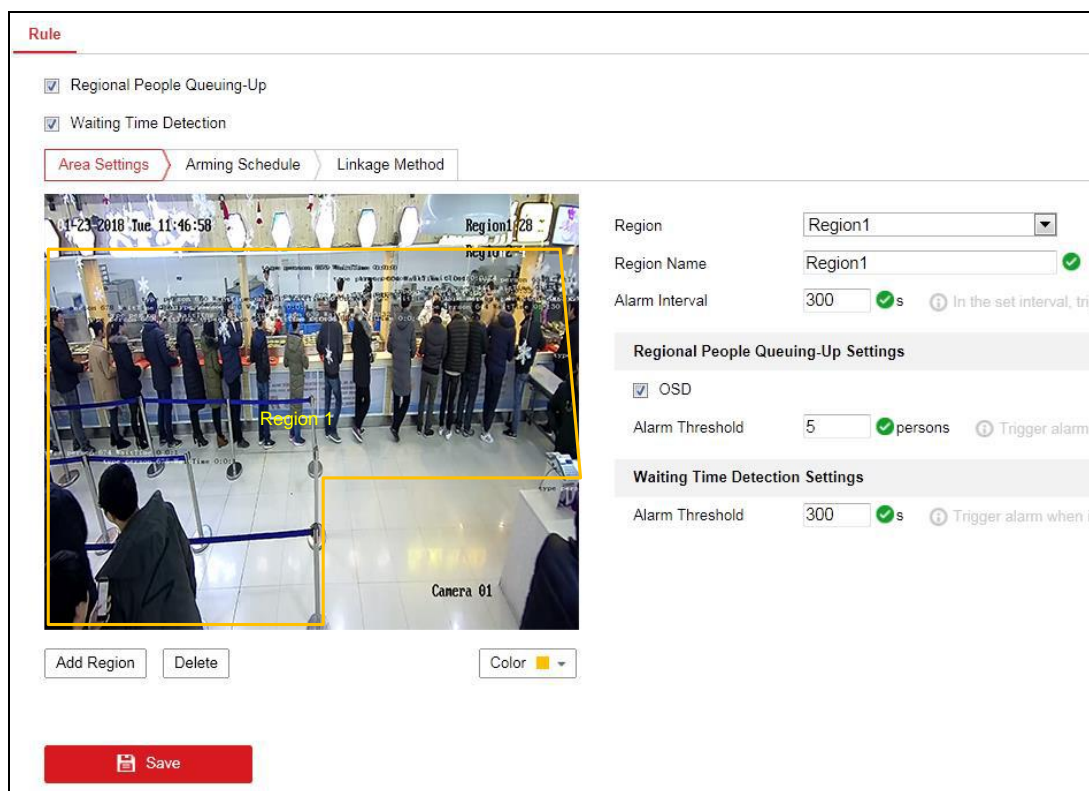 Rule
Regional People Queuing-Up
Waiting Time Detection
Area Settings Arming Schedule Linkage Method
1-23-2018 Tue 11:46:58
Region1 28
Region Region1
Region Name Region1
Alarm Interval 300 s In the set interval, tri
Regional People Queuing-Up Settings
OSD
Alarm Threshold 5 persons Trigger alarm
Region 1
Waiting Time Detection Settings
Alarm Threshold 300 s Trigger alarm when i
Camera 01
Add Region Delete Color
Save